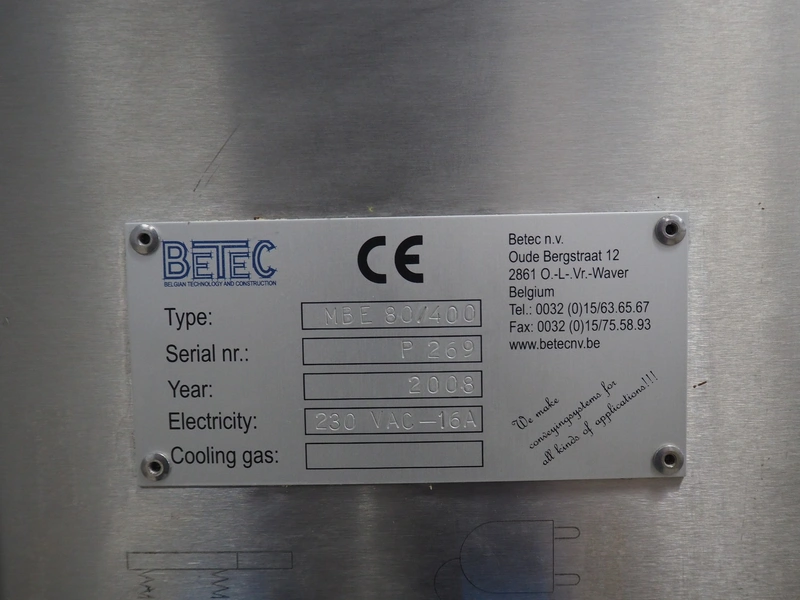 BETEC
BELGIAN TECHNOLOGY AND CONSTRUCTION
CE
Type: MBE 80/400
Serial nr.: P 269
Year: 2008
Electricity: 230 VAC-16A
Cooling gas:
Betec n.v.
Oude Bergstraat 12
2861 O.-L-.Vr.-Waver
Belgium
Tel.: 0032 (0)15/63.65.67
Fax: 0032 (0)15/75.58.93
www.betecnv.be
We make
conveyingsystems for
all kinds of applications!!!